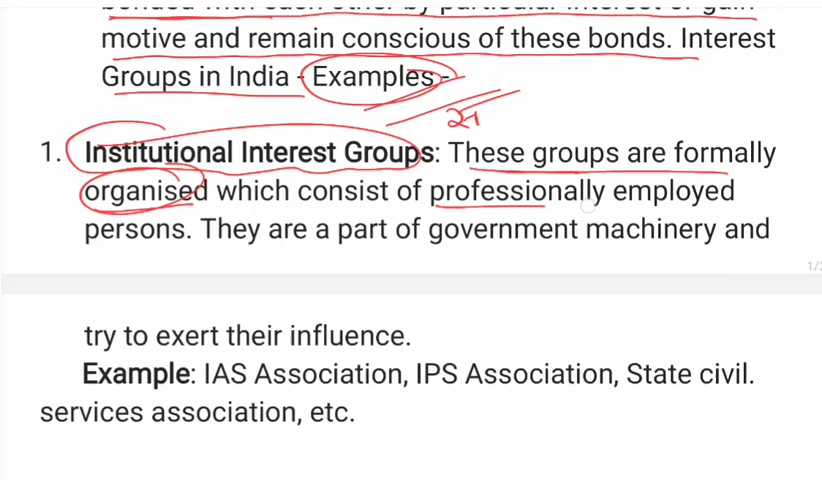 motive and remain conscious of these bonds. Interest
Groups in India - Examples -
1. Institutional Interest Groups: These groups are formally
organised which consist of professionally employed
persons. They are a part of government machinery and
1/2
try to exert their influence.
Example: IAS Association, IPS Association, State civil.
services association, etc.